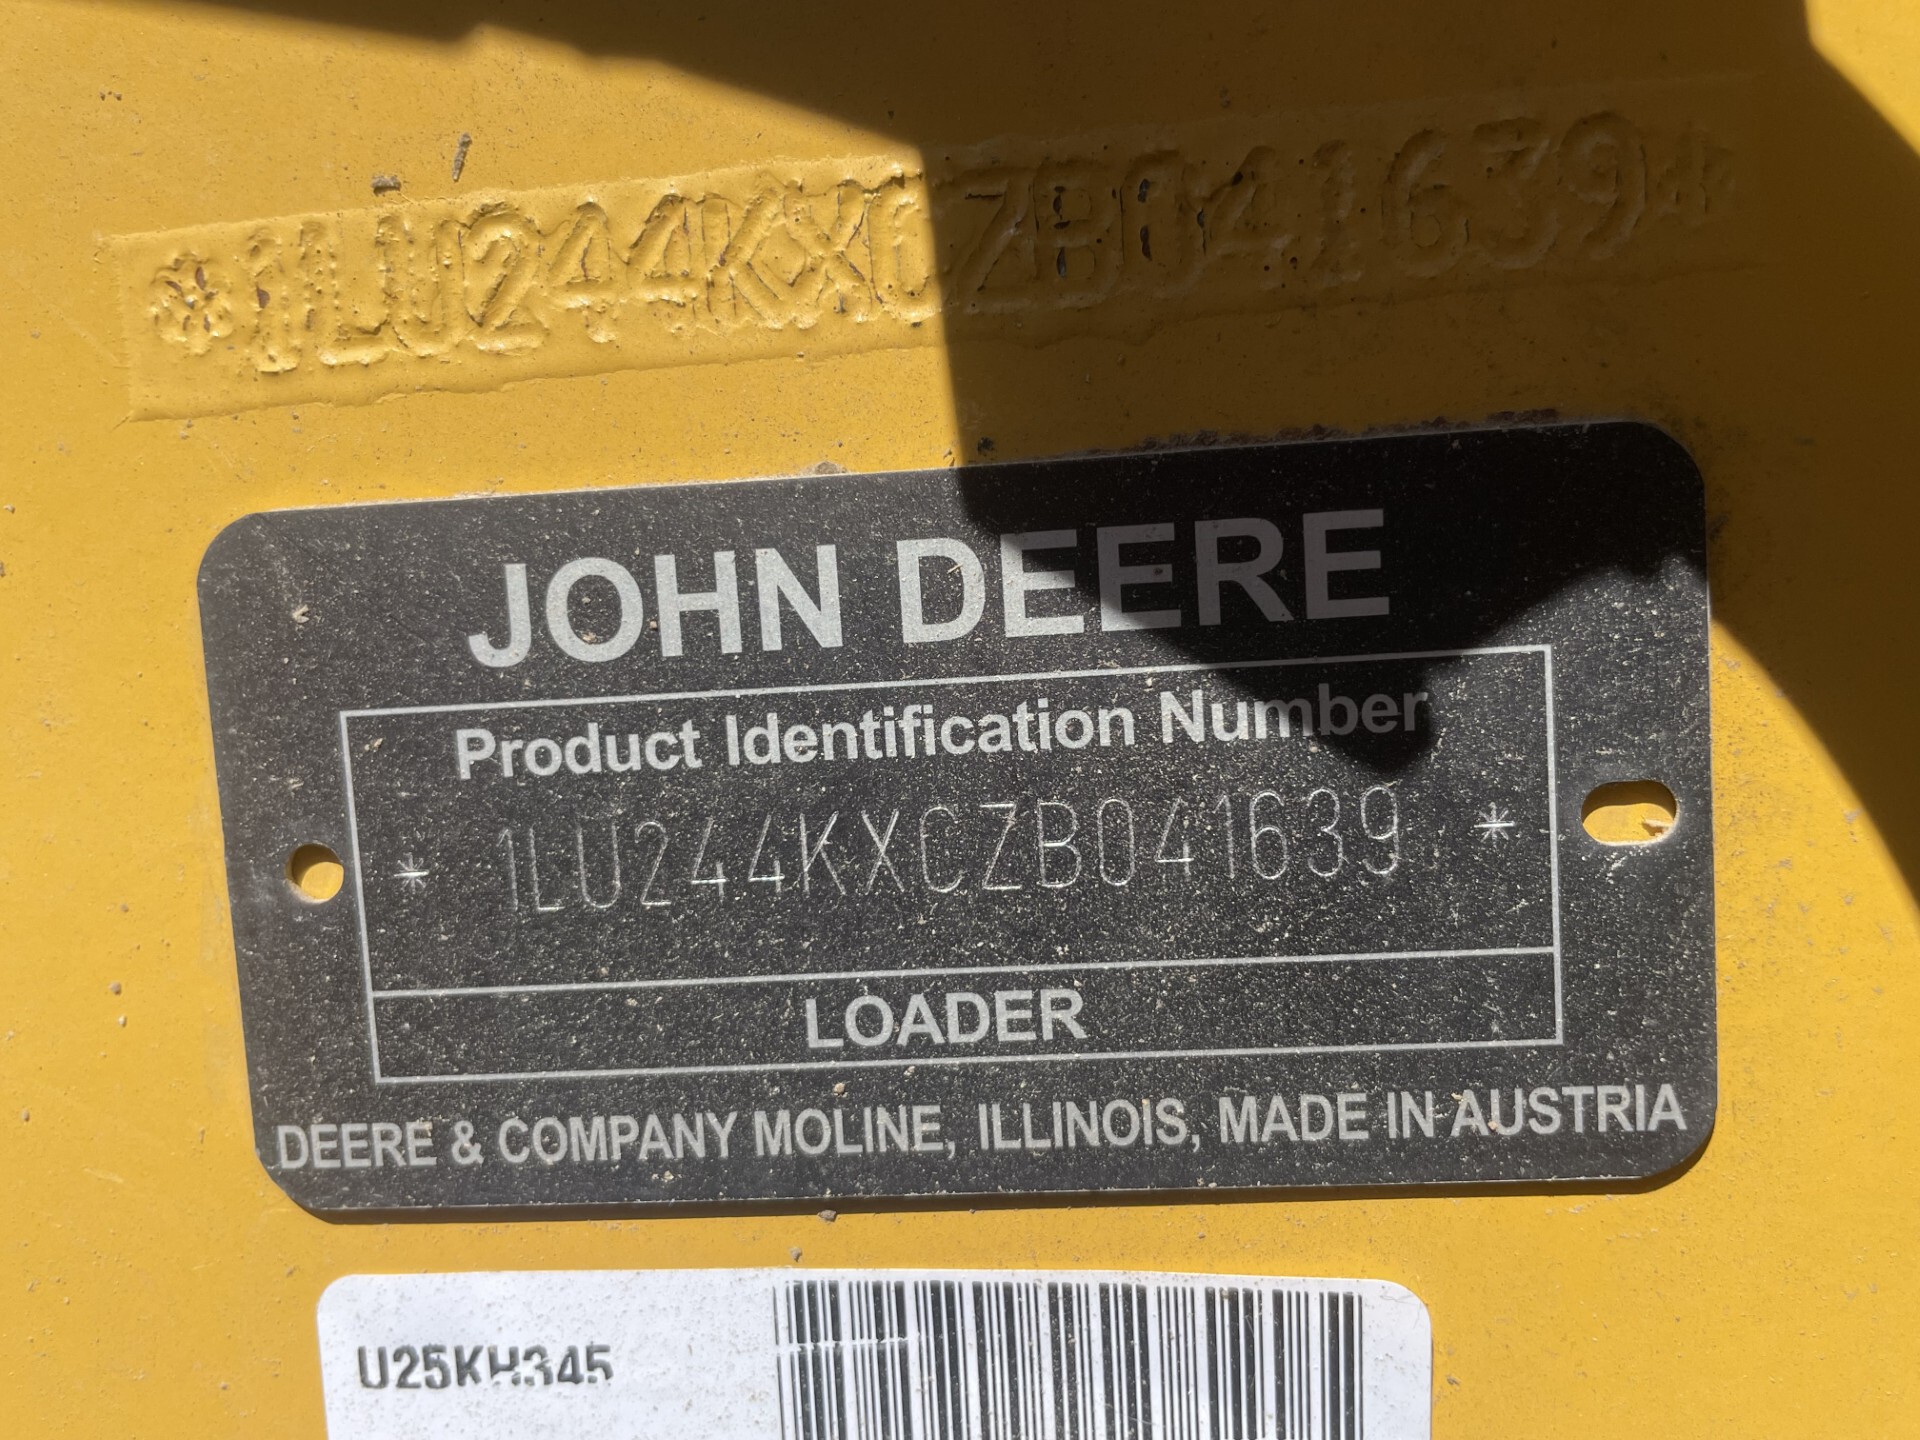 *1LU244KXCZB041639*
JOHN DEERE
Product Identification Number
* 1LU244KXCZB041639 *
LOADER
DEERE & COMPANY MOLINE, ILLINOIS, MADE IN AUSTRIA
U25KH345